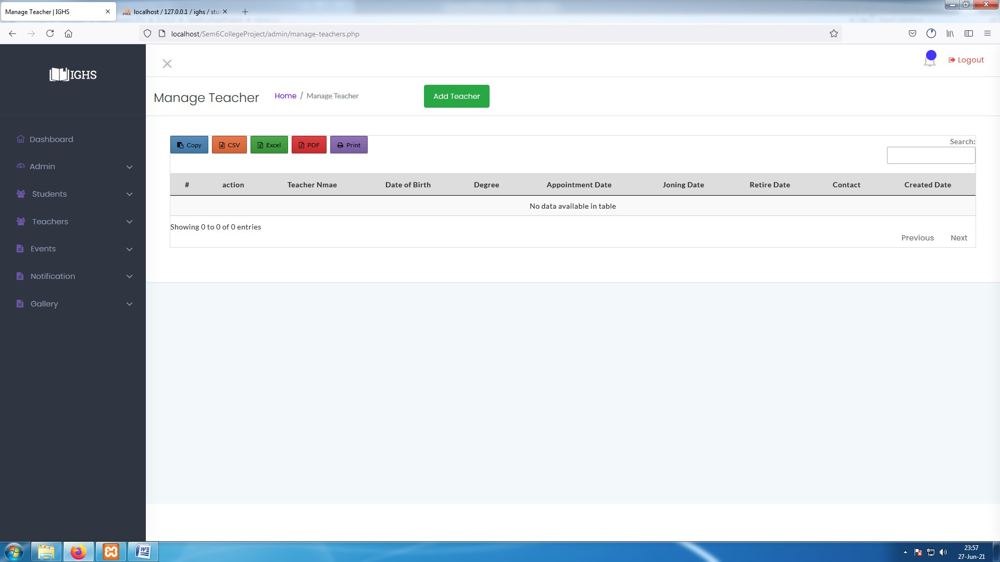 Manage Teacher | IGHS
localhost / 127.0.0.1 / ighs / stu
localhost/Sem6CollegeProject/admin/manage-teachers.php
IGHS
Logout
Manage Teacher
Home / Manage Teacher
Add Teacher
Dashboard
Admin
Students
Teachers
Events
Notification
Gallery
Copy CSV Excel PDF Print
Search:
# action Teacher Nmae Date of Birth Degree Appointment Date Joning Date Retire Date Contact Created Date
No data available in table
Showing 0 to 0 of 0 entries
Previous Next
23:57
27-Jun-21